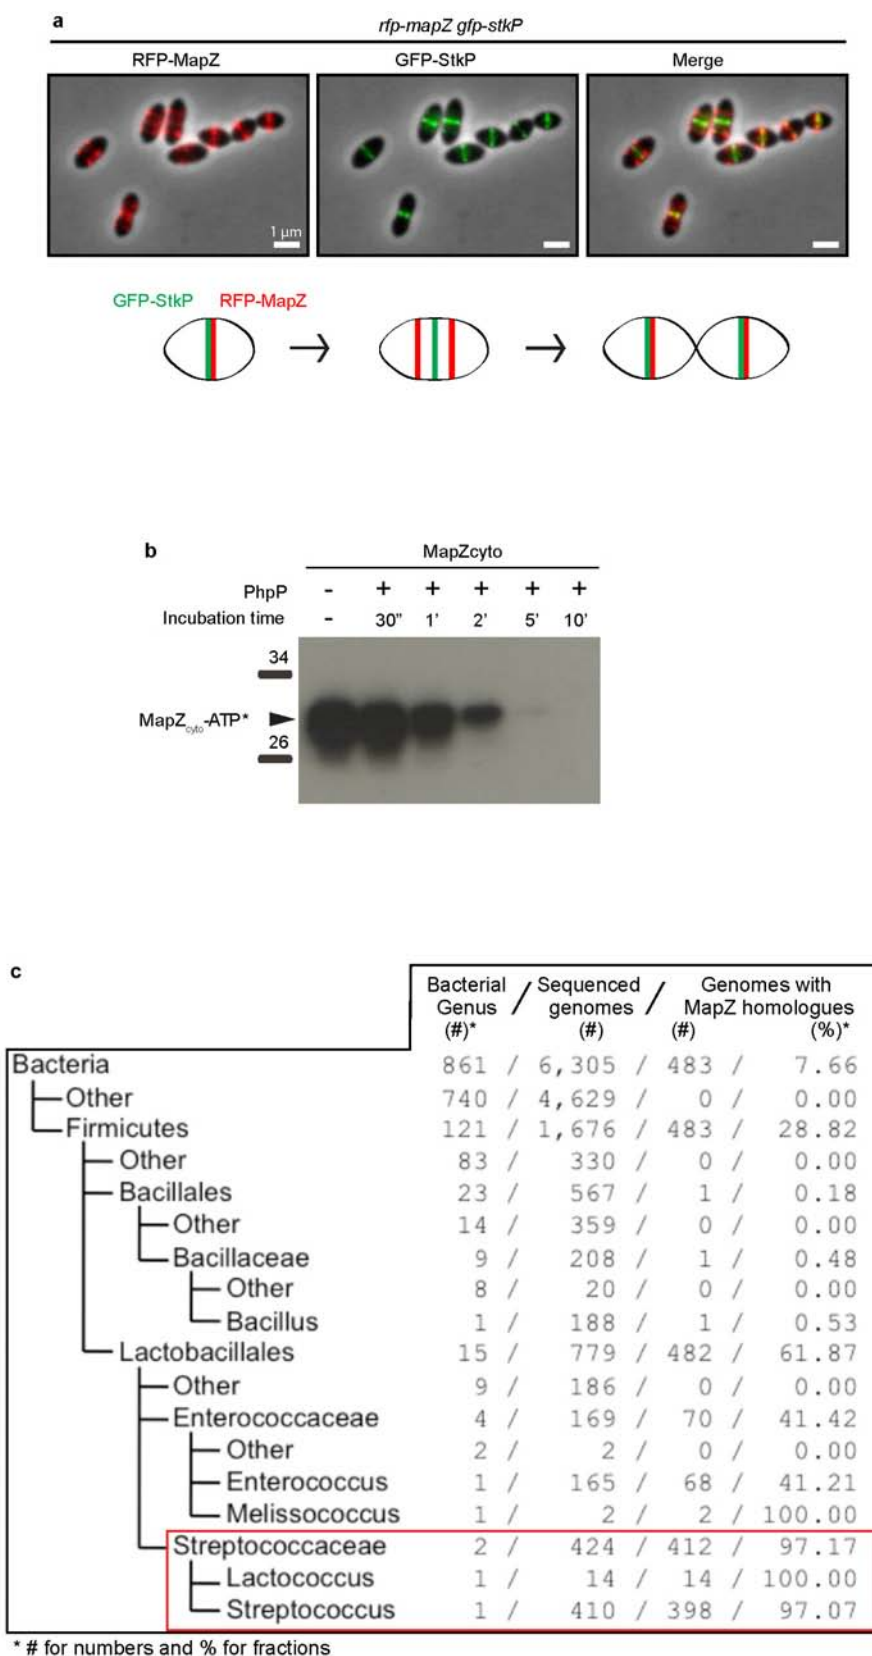 a
rfp-mapZ gfp-stkP
RFP-MapZ GFP-StkP Merge
1 µm
GFP-StkP RFP-MapZ
b
MapZcyto
PhpP - + + + + +
Incubation time - 30" 1' 2' 5' 10'
34
MapZcyto-ATP*
26
c
Bacterial / Sequenced / Genomes with
Genus genomes MapZ homologues
(#)* (#) (#) (%)*
Bacteria 861 / 6,305 / 483 / 7.66
Other 740 / 4,629 / 0 / 0.00
Firmicutes 121 / 1,676 / 483 / 28.82
Other 83 / 330 / 0 / 0.00
Bacillales 23 / 567 / 1 / 0.18
Other 14 / 359 / 0 / 0.00
Bacillaceae 9 / 208 / 1 / 0.48
Other 8 / 20 / 0 / 0.00
Bacillus 1 / 188 / 1 / 0.53
Lactobacillales 15 / 779 / 482 / 61.87
Other 9 / 186 / 0 / 0.00
Enterococcaceae 4 / 169 / 70 / 41.42
Other 2 / 2 / 0 / 0.00
Enterococcus 1 / 165 / 68 / 41.21
Melissococcus 1 / 2 / 2 / 100.00
Streptococcaceae 2 / 424 / 412 / 97.17
Lactococcus 1 / 14 / 14 / 100.00
Streptococcus 1 / 410 / 398 / 97.07
* # for numbers and % for fractions